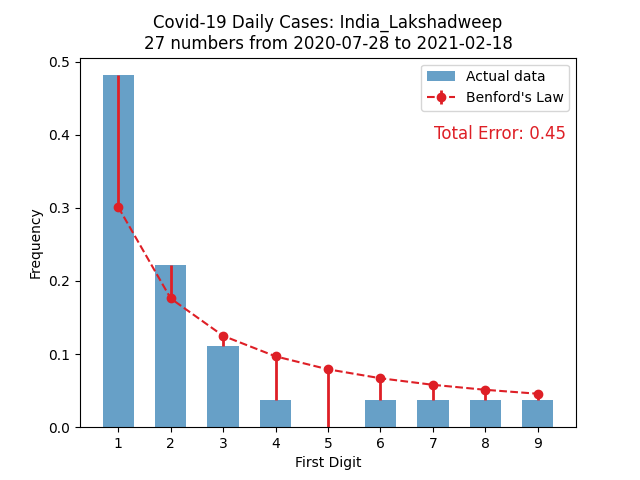 Covid-19 Daily Cases: India_Lakshadweep
27 numbers from 2020-07-28 to 2021-02-18
Actual data
Benford's Law
Total Error: 0.45
0.5
0.4
0.3
0.2
0.1
0.0
Frequency
1 2 3 4 5 6 7 8 9
First Digit